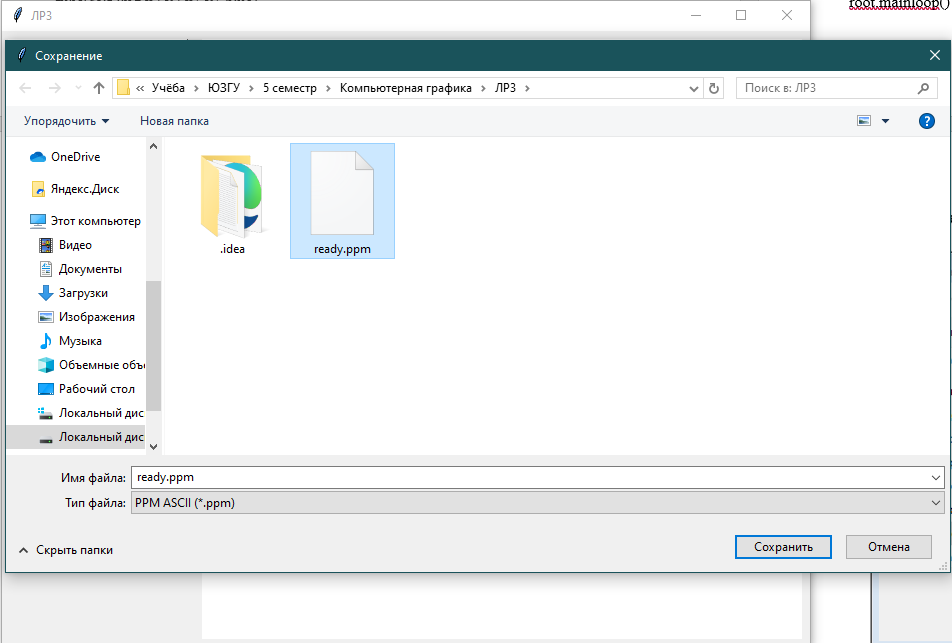 ЛР3
root.mainloop()
Сохранение
« Учёба › ЮЗГУ › 5 семестр › Компьютерная графика › ЛР3 ›
Поиск в: ЛР3
Упорядочить
Новая папка
OneDrive
Яндекс.Диск
Этот компьютер
Видео
Документы
Загрузки
Изображения
Музыка
Объемные объ
Рабочий стол
Локальный дис
Локальный дис
.idea
ready.ppm
Имя файла: ready.ppm
Тип файла: PPM ASCII (*.ppm)
Скрыть папки
Сохранить
Отмена